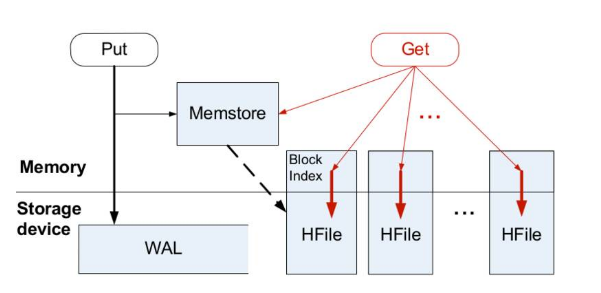 Put
Get
Memstore
...
Block
Index
Memory
Storage
device
HFile
HFile
...
HFile
WAL